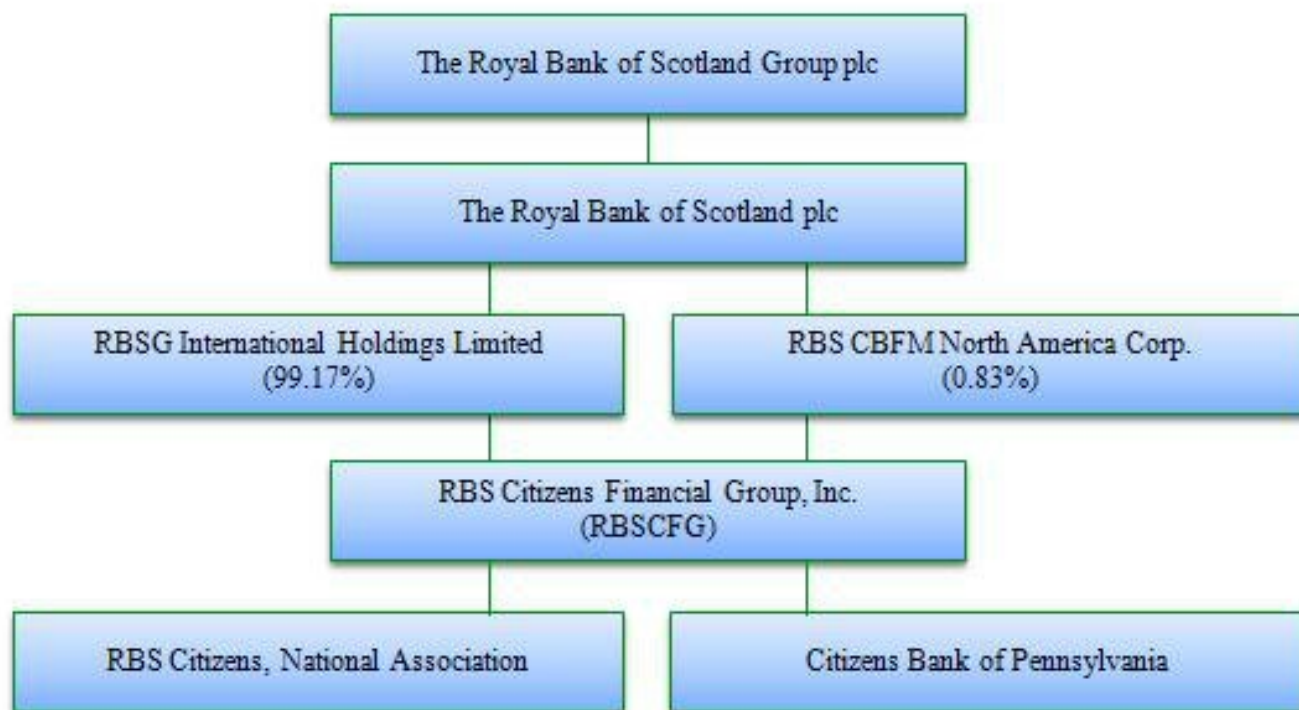 The Royal Bank of Scotland Group plc
The Royal Bank of Scotland plc
RBSG International Holdings Limited
(99.17%)
RBS CBFM North America Corp.
(0.83%)
RBS Citizens Financial Group, Inc.
(RBSCFG)
RBS Citizens, National Association
Citizens Bank of Pennsylvania